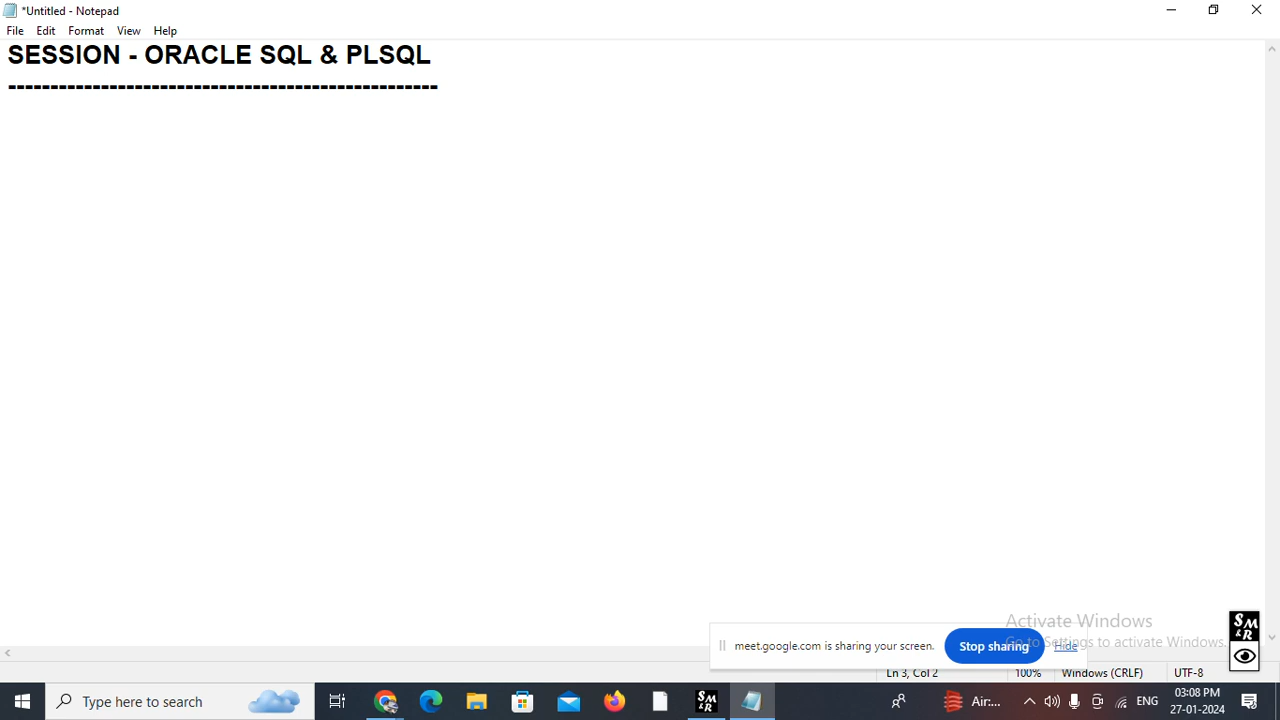 *Untitled - Notepad
File Edit Format View Help
SESSION - ORACLE SQL & PLSQL
---------------------------------------------------
Activate Windows
Go to Settings to activate Windows.
meet.google.com is sharing your screen. Stop sharing Hide
SM&R
Ln 3, Col 2 100% Windows (CRLF) UTF-8
Type here to search
SM&R
Air:... ENG
03:08 PM
27-01-2024